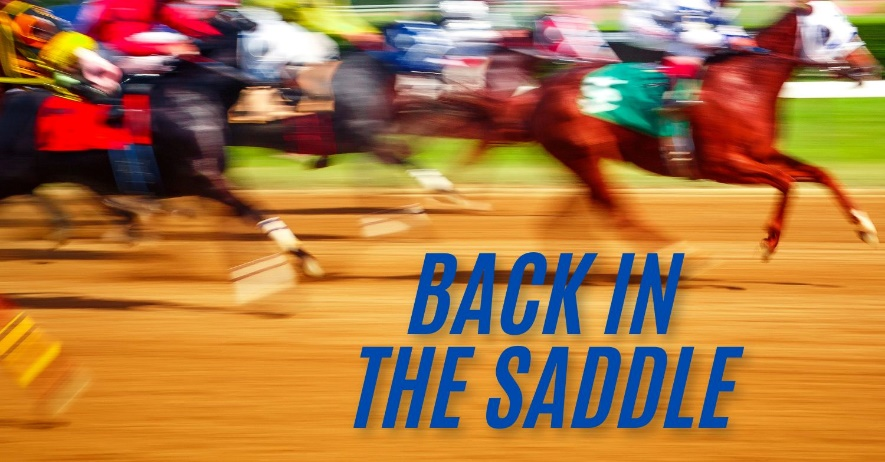 BACK IN
THE SADDLE